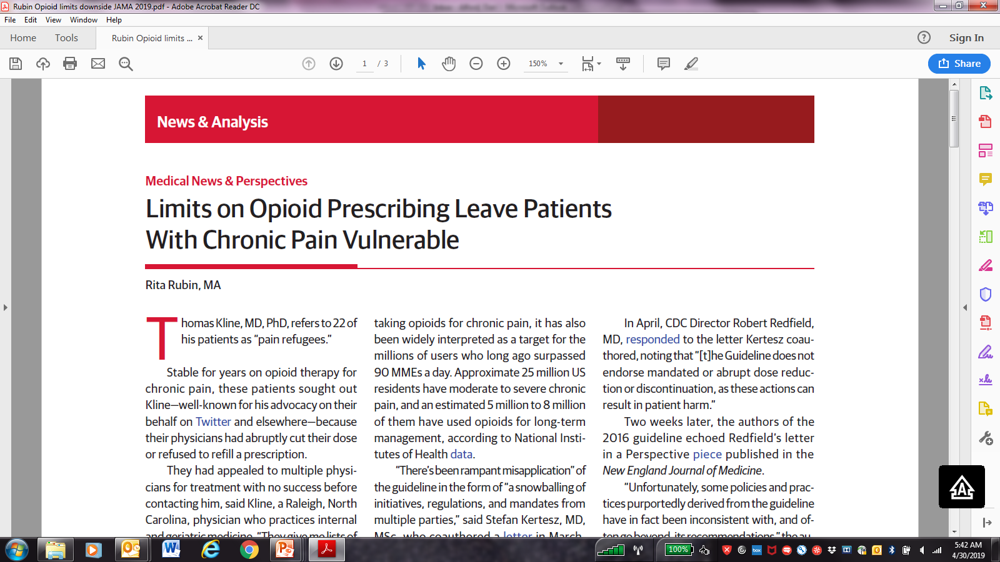 Rubin Opioid limits downside JAMA 2019.pdf - Adobe Acrobat Reader DC
File Edit View Window Help
Home Tools Rubin Opioid limits ... × Sign In
1 / 3 150% Share
News & Analysis
Medical News & Perspectives
Limits on Opioid Prescribing Leave Patients
With Chronic Pain Vulnerable
Rita Rubin, MA
Thomas Kline, MD, PhD, refers to 22 of
his patients as “pain refugees.”
Stable for years on opioid therapy for
chronic pain, these patients sought out
Kline—well-known for his advocacy on their
behalf on Twitter and elsewhere—because
their physicians had abruptly cut their dose
or refused to refill a prescription.
They had appealed to multiple physi-
cians for treatment with no success before
contacting him, said Kline, a Raleigh, North
Carolina, physician who practices internal
and geriatric medicine. “They give me lists of
taking opioids for chronic pain, it has also
been widely interpreted as a target for the
millions of users who long ago surpassed
90 MMEs a day. Approximate 25 million US
residents have moderate to severe chronic
pain, and an estimated 5 million to 8 million
of them have used opioids for long-term
management, according to National Insti-
tutes of Health data.
“There’s been rampant misapplication” of
the guideline in the form of “a snowballing of
initiatives, regulations, and mandates from
multiple parties,” said Stefan Kertesz, MD,
MSc, who coauthored a letter in March
In April, CDC Director Robert Redfield,
MD, responded to the letter Kertesz coau-
thored, noting that “[t]he Guideline does not
endorse mandated or abrupt dose reduc-
tion or discontinuation, as these actions can
result in patient harm.”
Two weeks later, the authors of the
2016 guideline echoed Redfield’s letter
in a Perspective piece published in the
New England Journal of Medicine.
“Unfortunately, some policies and prac-
tices purportedly derived from the guideline
have in fact been inconsistent with, and of-
ten go beyond, its recommendations,” the au-
100%
box
5:42 AM
4/30/2019